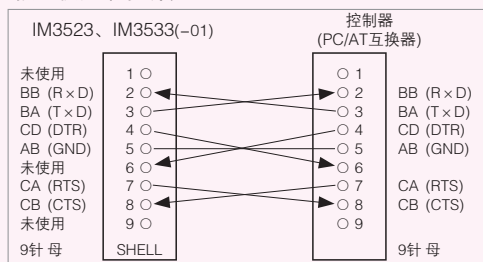 IM3523、IM3533(-01)
控制器
(PC/AT互换器)
未使用 1 ○ ○ 1
BB (R×D) 2 ○ ○ 2 BB (R×D)
BA (T×D) 3 ○ ○ 3 BA (T×D)
CD (DTR) 4 ○ ○ 4 CD (DTR)
AB (GND) 5 ○ ○ 5 AB (GND)
未使用 6 ○ ○ 6
CA (RTS) 7 ○ ○ 7 CA (RTS)
CB (CTS) 8 ○ ○ 8 CB (CTS)
未使用 9 ○ ○ 9
9针 母 SHELL 9针 母